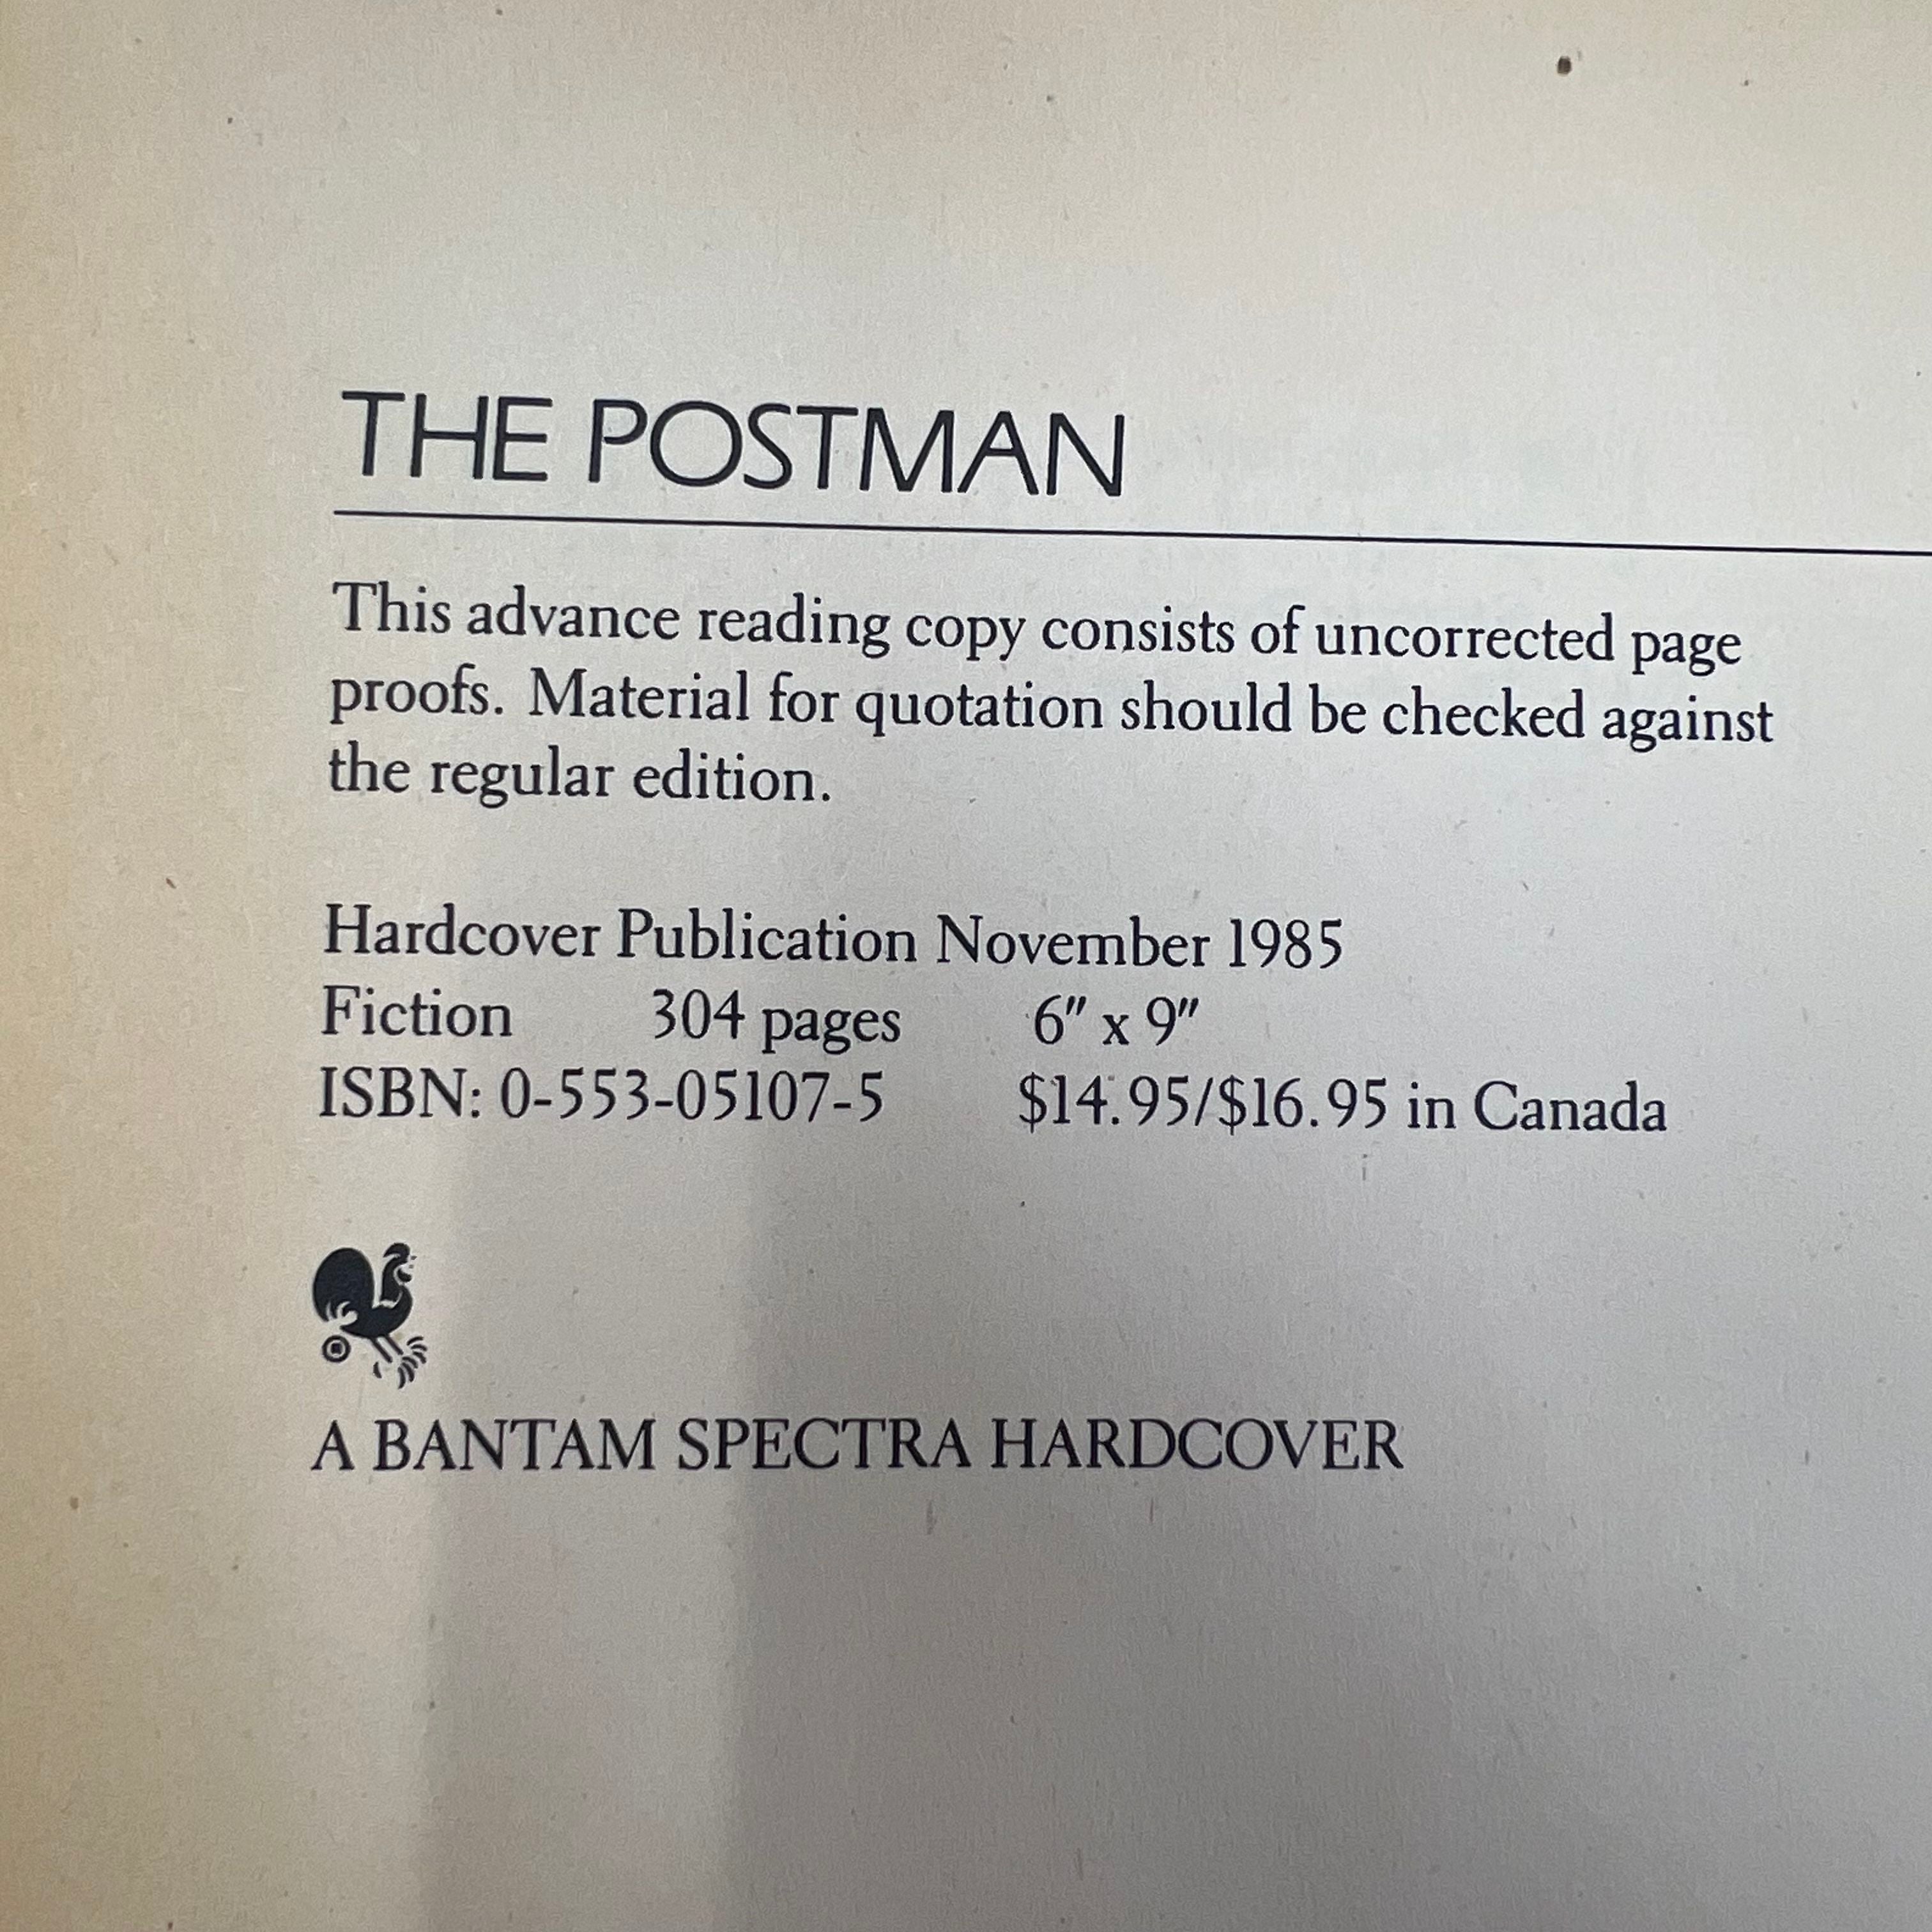 THE POSTMAN
This advance reading copy consists of uncorrected page
proofs. Material for quotation should be checked against
the regular edition.
Hardcover Publication November 1985
Fiction 304 pages 6" x 9"
ISBN: 0-553-05107-5 $14.95/$16.95 in Canada
A BANTAM SPECTRA HARDCOVER